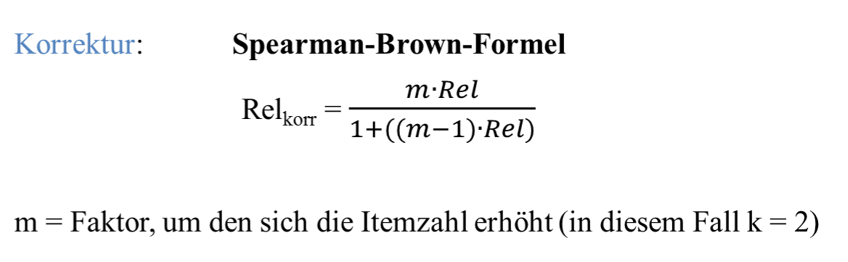 Korrektur: Spearman-Brown-Formel
Rel_korr = m·Rel / 1+((m−1)·Rel)
m = Faktor, um den sich die Itemzahl erhöht (in diesem Fall k = 2)